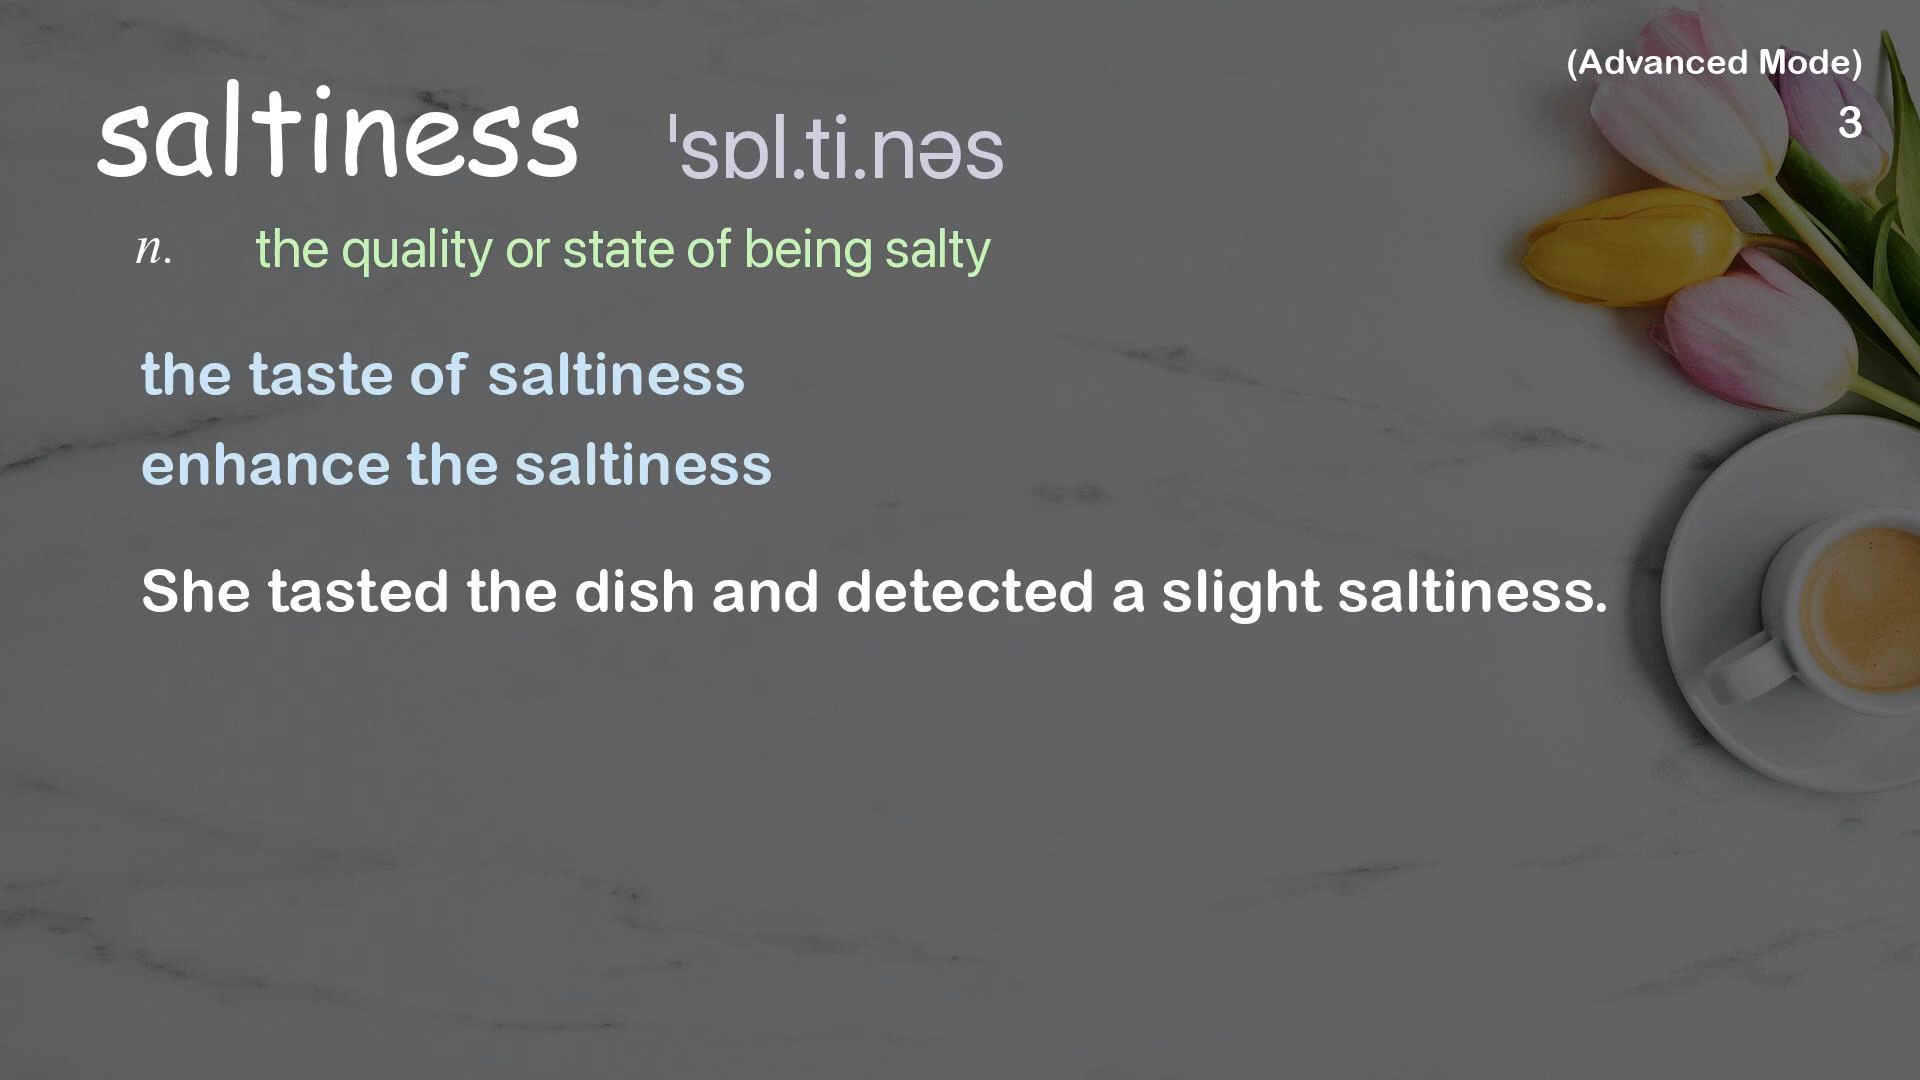 (Advanced Mode)
3
saltiness ˈsɒl.ti.nəs
n. the quality or state of being salty
the taste of saltiness
enhance the saltiness
She tasted the dish and detected a slight saltiness.